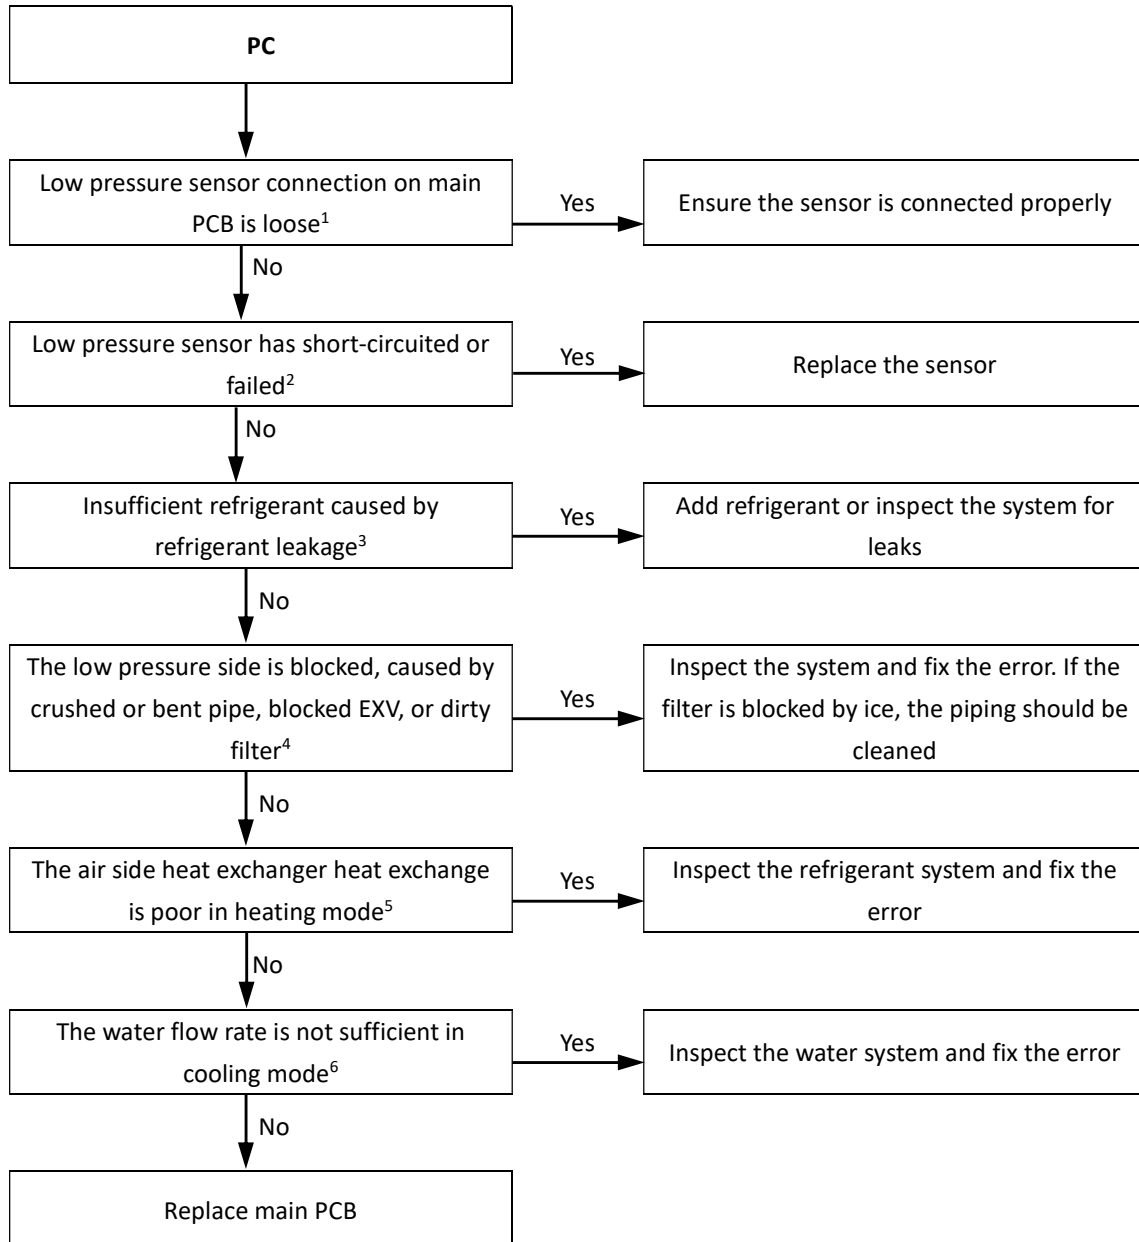 PC
Low pressure sensor connection on main
PCB is loose¹
Yes
Ensure the sensor is connected properly
No
Low pressure sensor has short-circuited or
failed²
Yes
Replace the sensor
No
Insufficient refrigerant caused by
refrigerant leakage³
Yes
Add refrigerant or inspect the system for
leaks
No
The low pressure side is blocked, caused by
crushed or bent pipe, blocked EXV, or dirty
filter⁴
Yes
Inspect the system and fix the error. If the
filter is blocked by ice, the piping should be
cleaned
No
The air side heat exchanger heat exchange
is poor in heating mode⁵
Yes
Inspect the refrigerant system and fix the
error
No
The water flow rate is not sufficient in
cooling mode⁶
Yes
Inspect the water system and fix the error
No
Replace main PCB